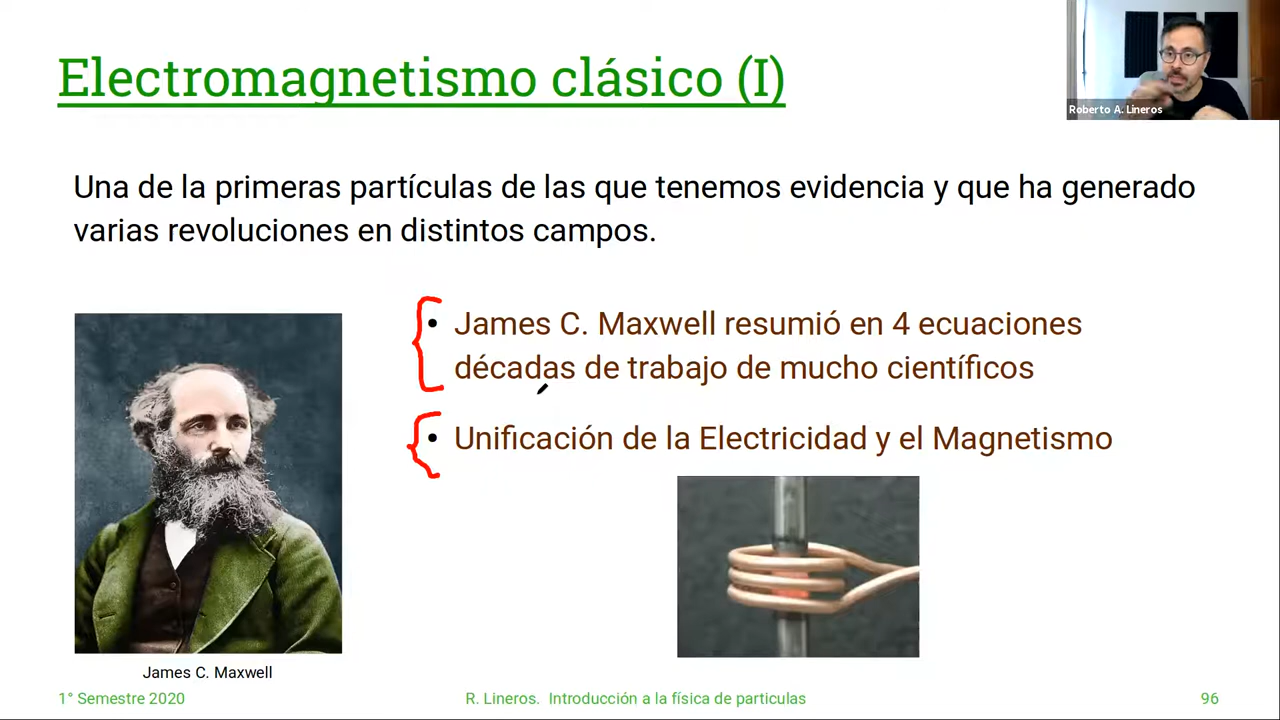 Electromagnetismo clásico (I)
Roberto A. Lineros
Una de la primeras partículas de las que tenemos evidencia y que ha generado
varias revoluciones en distintos campos.
• James C. Maxwell resumió en 4 ecuaciones
décadas de trabajo de mucho científicos
• Unificación de la Electricidad y el Magnetismo
James C. Maxwell
1° Semestre 2020
R. Lineros. Introducción a la física de particulas
96